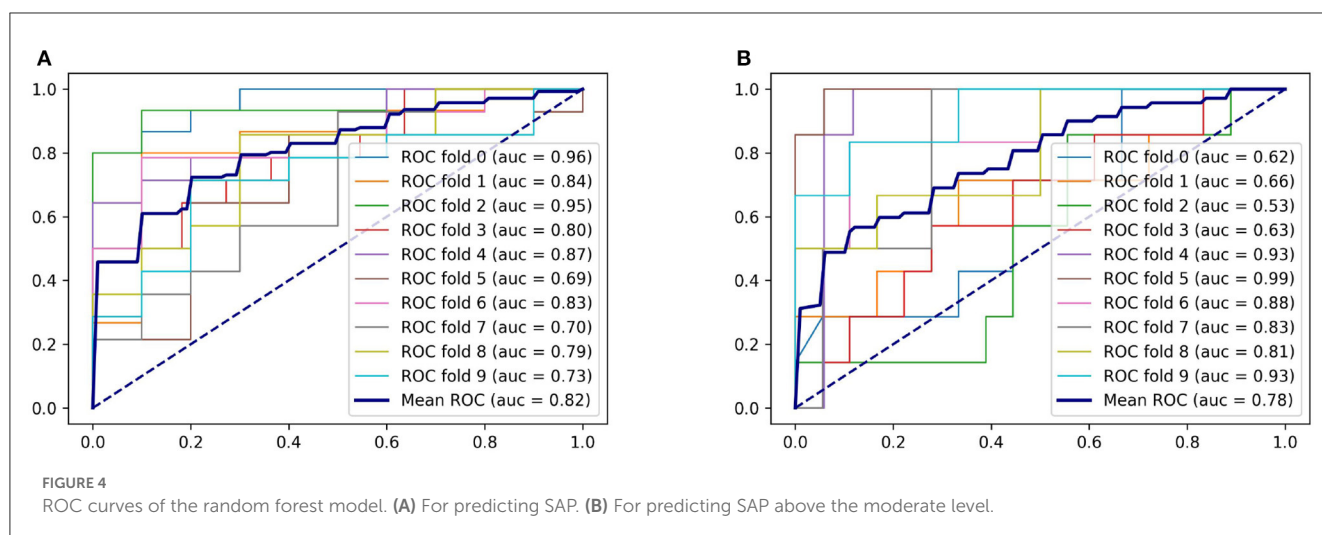 A
1.0
0.8
0.6
0.4
0.2
0.0
0.0 0.2 0.4 0.6 0.8 1.0
ROC fold 0 (auc = 0.96)
ROC fold 1 (auc = 0.84)
ROC fold 2 (auc = 0.95)
ROC fold 3 (auc = 0.80)
ROC fold 4 (auc = 0.87)
ROC fold 5 (auc = 0.69)
ROC fold 6 (auc = 0.83)
ROC fold 7 (auc = 0.70)
ROC fold 8 (auc = 0.79)
ROC fold 9 (auc = 0.73)
Mean ROC (auc = 0.82)
B
1.0
0.8
0.6
0.4
0.2
0.0
0.0 0.2 0.4 0.6 0.8 1.0
ROC fold 0 (auc = 0.62)
ROC fold 1 (auc = 0.66)
ROC fold 2 (auc = 0.53)
ROC fold 3 (auc = 0.63)
ROC fold 4 (auc = 0.93)
ROC fold 5 (auc = 0.99)
ROC fold 6 (auc = 0.88)
ROC fold 7 (auc = 0.83)
ROC fold 8 (auc = 0.81)
ROC fold 9 (auc = 0.93)
Mean ROC (auc = 0.78)
FIGURE 4
ROC curves of the random forest model. (A) For predicting SAP. (B) For predicting SAP above the moderate level.